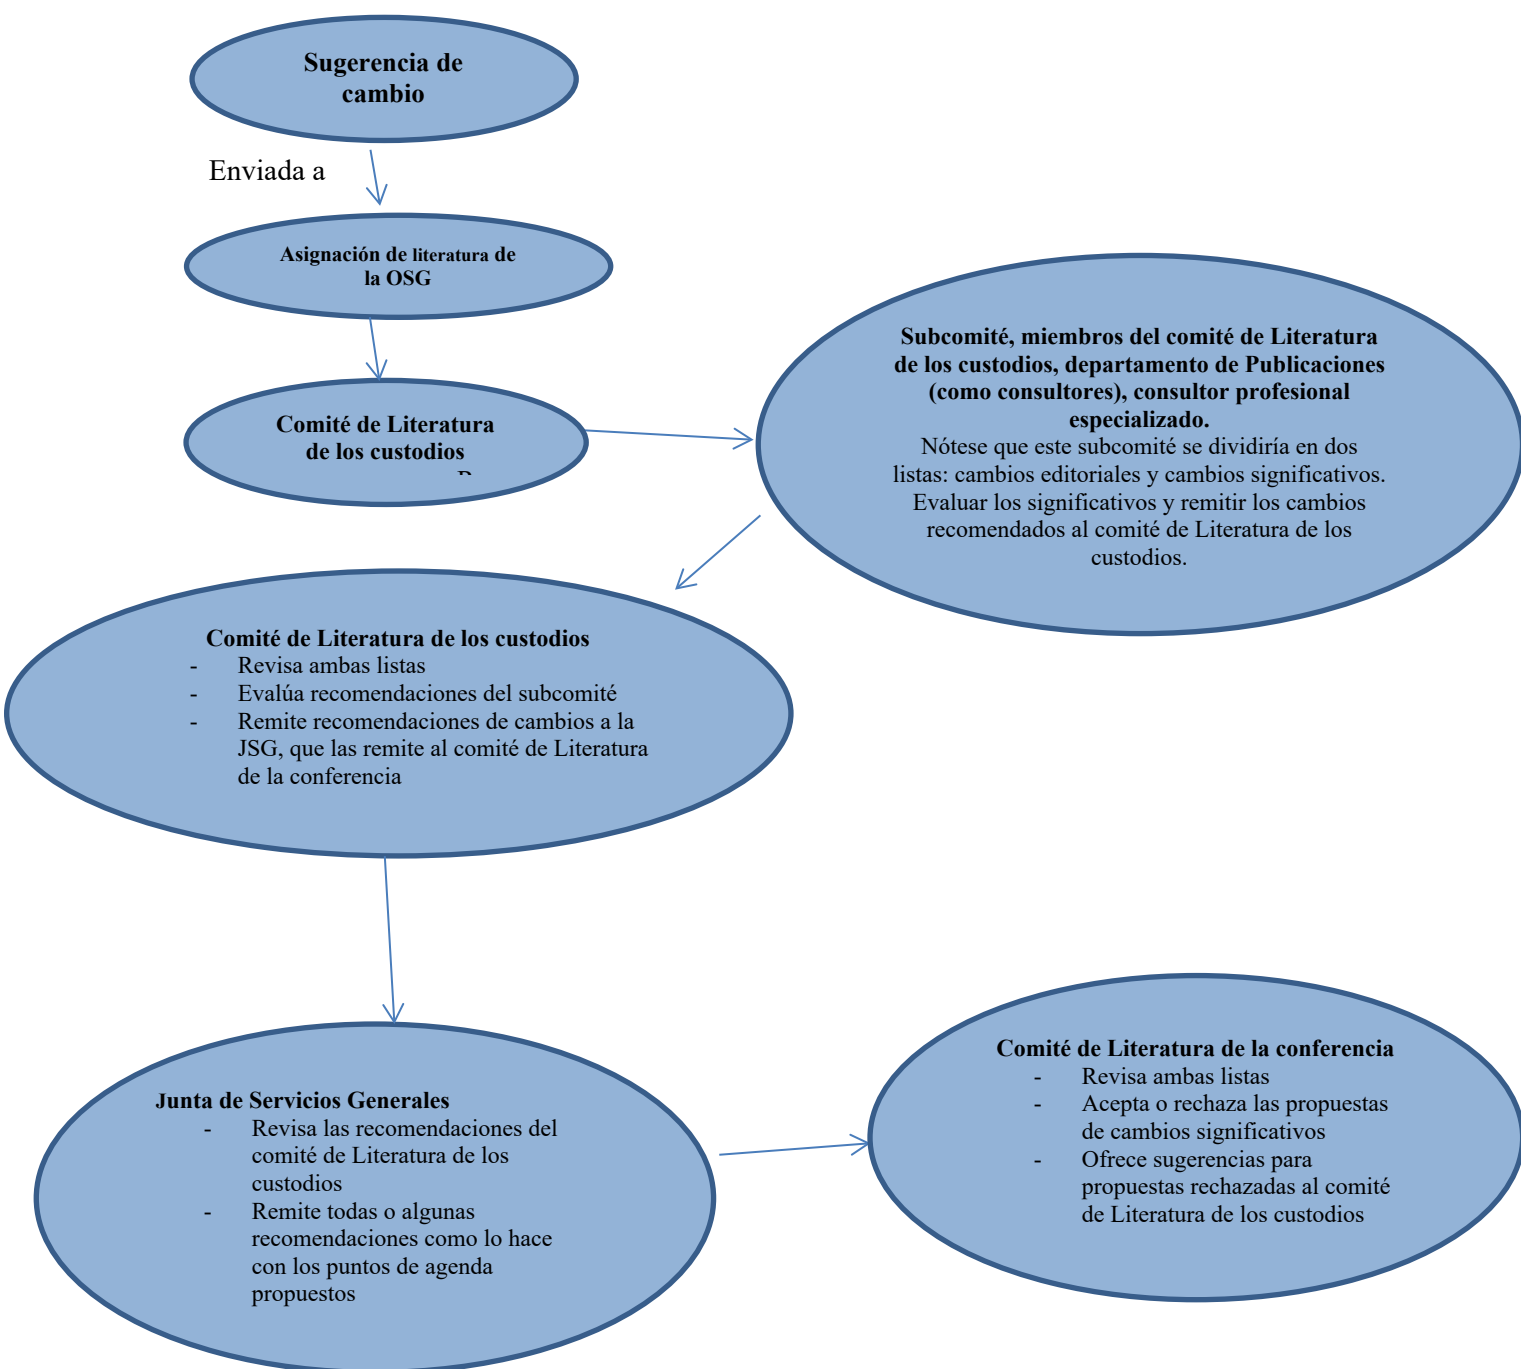 Sugerencia de
cambio
Enviada a
Asignación de literatura de
la OSG
Comité de Literatura
de los custodios
Subcomité, miembros del comité de Literatura
de los custodios, departamento de Publicaciones
(como consultores), consultor profesional
especializado.
Nótese que este subcomité se dividiría en dos
listas: cambios editoriales y cambios significativos.
Evaluar los significativos y remitir los cambios
recomendados al comité de Literatura de los
custodios.
Comité de Literatura de los custodios
- Revisa ambas listas
- Evalúa recomendaciones del subcomité
- Remite recomendaciones de cambios a la
JSG, que las remite al comité de Literatura
de la conferencia
Junta de Servicios Generales
- Revisa las recomendaciones del
comité de Literatura de los
custodios
- Remite todas o algunas
recomendaciones como lo hace
con los puntos de agenda
propuestos
Comité de Literatura de la conferencia
- Revisa ambas listas
- Acepta o rechaza las propuestas
de cambios significativos
- Ofrece sugerencias para
propuestas rechazadas al comité
de Literatura de los custodios